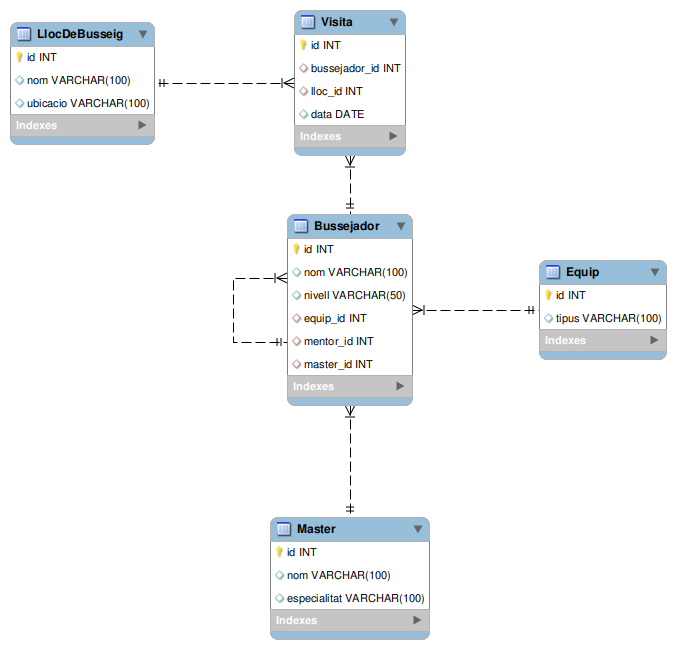 LlocDeBusseig
id INT
nom VARCHAR(100)
ubicacio VARCHAR(100)
Indexes
Visita
id INT
bussejador_id INT
lloc_id INT
data DATE
Indexes
Bussejador
id INT
nom VARCHAR(100)
nivell VARCHAR(50)
equip_id INT
mentor_id INT
master_id INT
Indexes
Equip
id INT
tipus VARCHAR(100)
Indexes
Master
id INT
nom VARCHAR(100)
especialitat VARCHAR(100)
Indexes